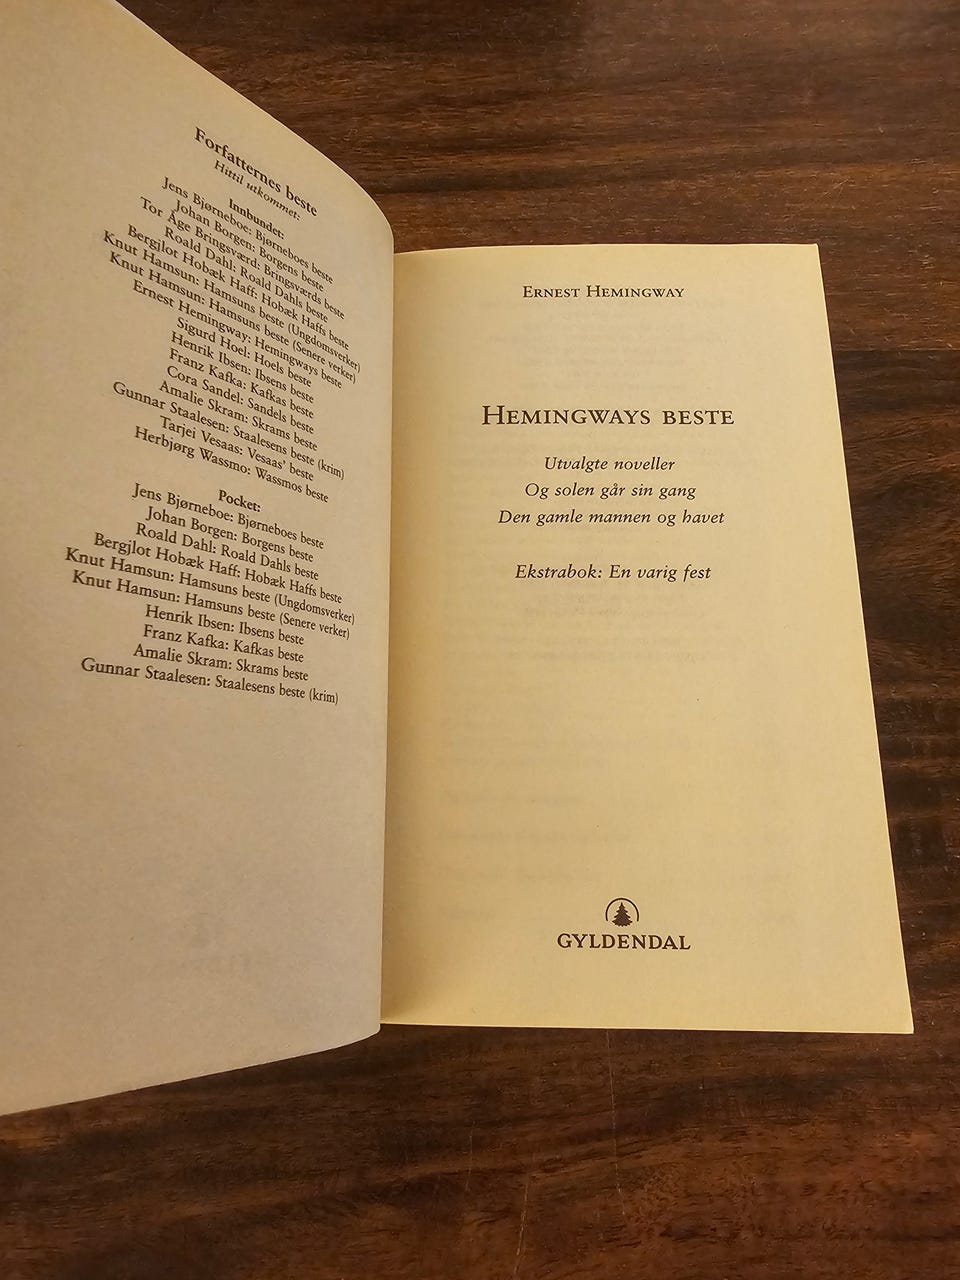 Forfatternes beste
Hittil utkommet:
Innbundet:
Jens Bjørneboe: Bjørneboes beste
Johan Borgen: Borgens beste
Tor Åge Bringsværd: Bringsværds beste
Roald Dahl: Roald Dahls beste
Bergjlot Hobæk Haff: Hobæk Haffs beste
Knut Hamsun: Hamsuns beste (Ungdomsverker)
Knut Hamsun: Hamsuns beste (Senere verker)
Ernest Hemingway: Hemingways beste
Sigurd Hoel: Hoels beste
Henrik Ibsen: Ibsens beste
Franz Kafka: Kafkas beste
Cora Sandel: Sandels beste
Amalie Skram: Skrams beste
Gunnar Staalesen: Staalesens beste (krim)
Tarjei Vesaas: Vesaas' beste
Herbjørg Wassmo: Wassmos beste
Pocket:
Jens Bjørneboe: Bjørneboes beste
Johan Borgen: Borgens beste
Roald Dahl: Roald Dahls beste
Bergjlot Hobæk Haff: Hobæk Haffs beste
Knut Hamsun: Hamsuns beste (Ungdomsverker)
Knut Hamsun: Hamsuns beste (Senere verker)
Henrik Ibsen: Ibsens beste
Franz Kafka: Kafkas beste
Amalie Skram: Skrams beste
Gunnar Staalesen: Staalesens beste (krim)
ERNEST HEMINGWAY
HEMINGWAYS BESTE
Utvalgte noveller
Og solen går sin gang
Den gamle mannen og havet
Ekstrabok: En varig fest
GYLDENDAL